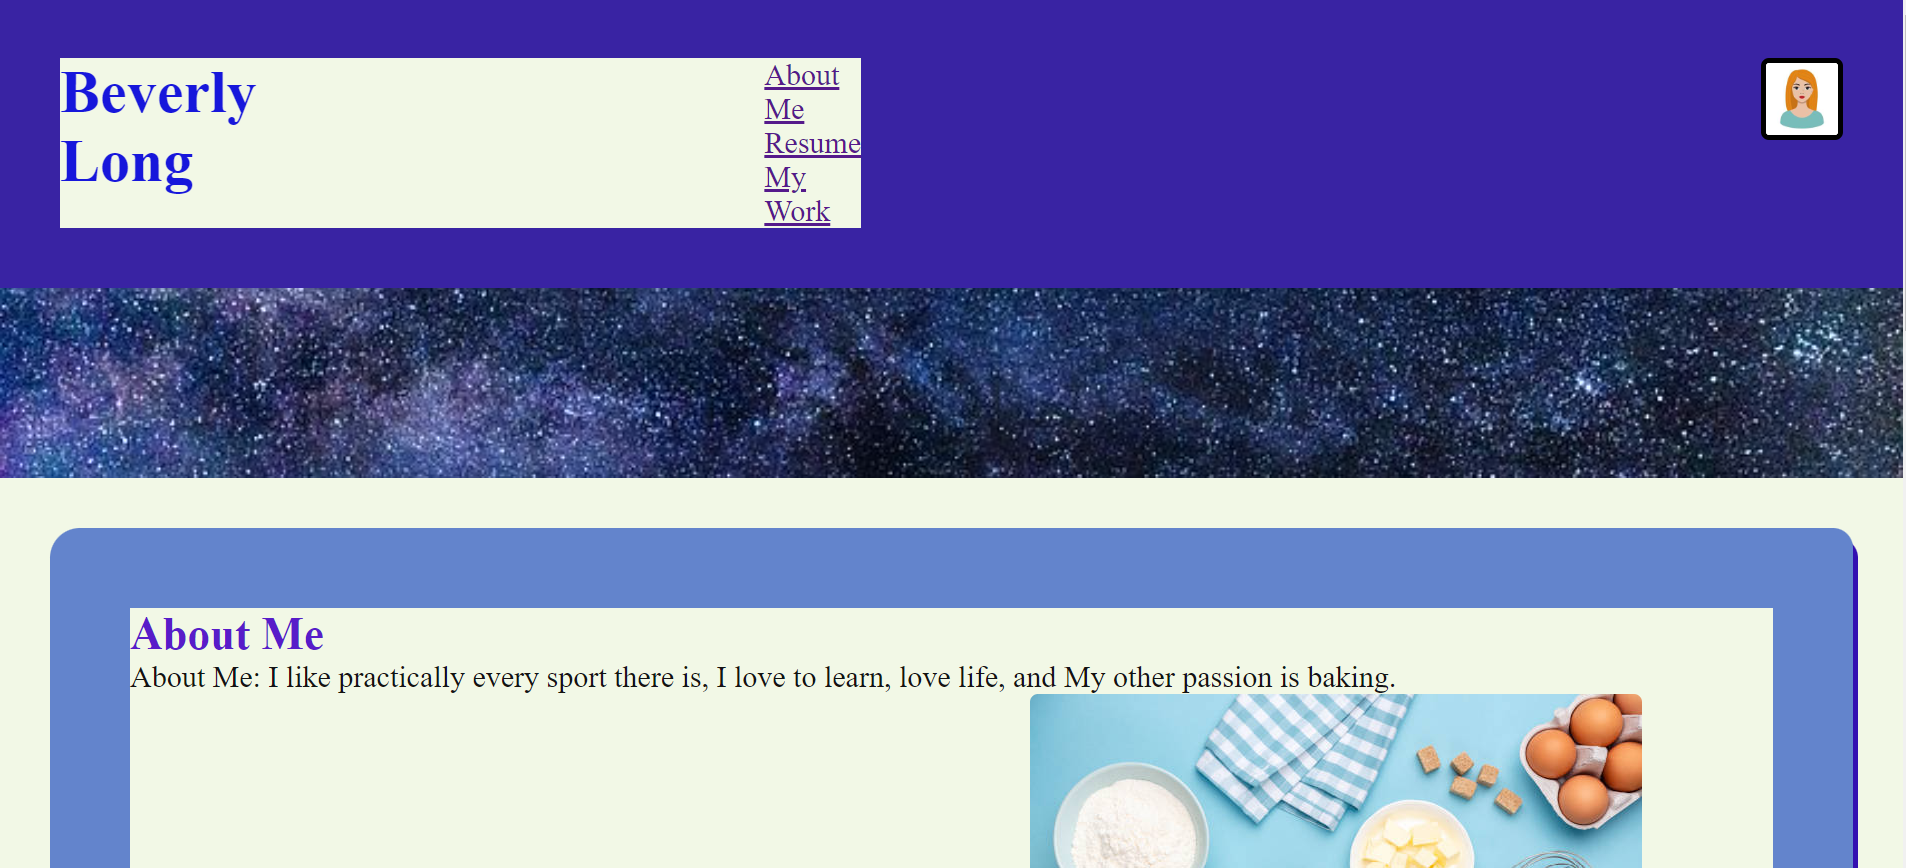 Beverly
Long
About
Me
Resume
My
Work
About Me
About Me: I like practically every sport there is, I love to learn, love life, and My other passion is baking.